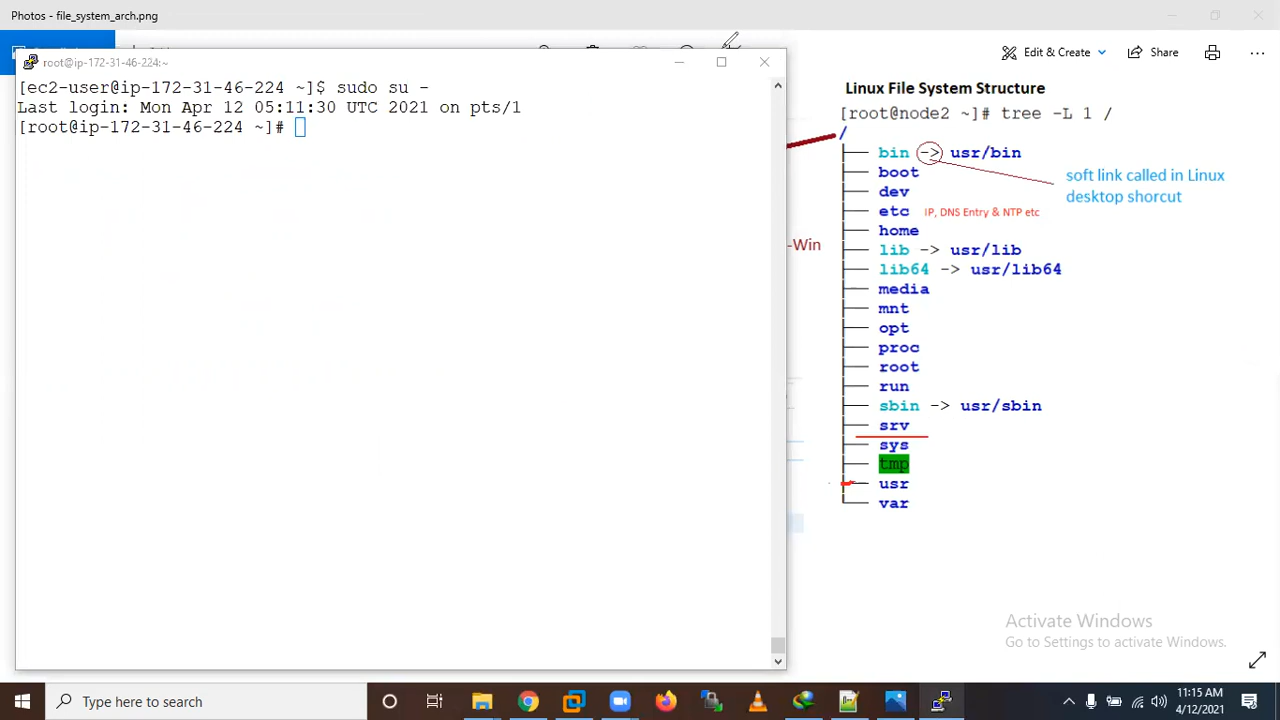 Photos - file_system_arch.png
Edit & Create
Share
root@ip-172-31-46-224:~
[ec2-user@ip-172-31-46-224 ~]$ sudo su -
Last login: Mon Apr 12 05:11:30 UTC 2021 on pts/1
[root@ip-172-31-46-224 ~]#
Linux File System Structure
[root@node2 ~]# tree -L 1 /
/
bin -> usr/bin
soft link called in Linux
desktop shorcut
boot
dev
etc IP, DNS Entry & NTP etc
home
-Win
lib -> usr/lib
lib64 -> usr/lib64
media
mnt
opt
proc
root
run
sbin -> usr/sbin
srv
sys
tmp
usr
var
Activate Windows
Go to Settings to activate Windows.
Type here to search
11:15 AM
4/12/2021